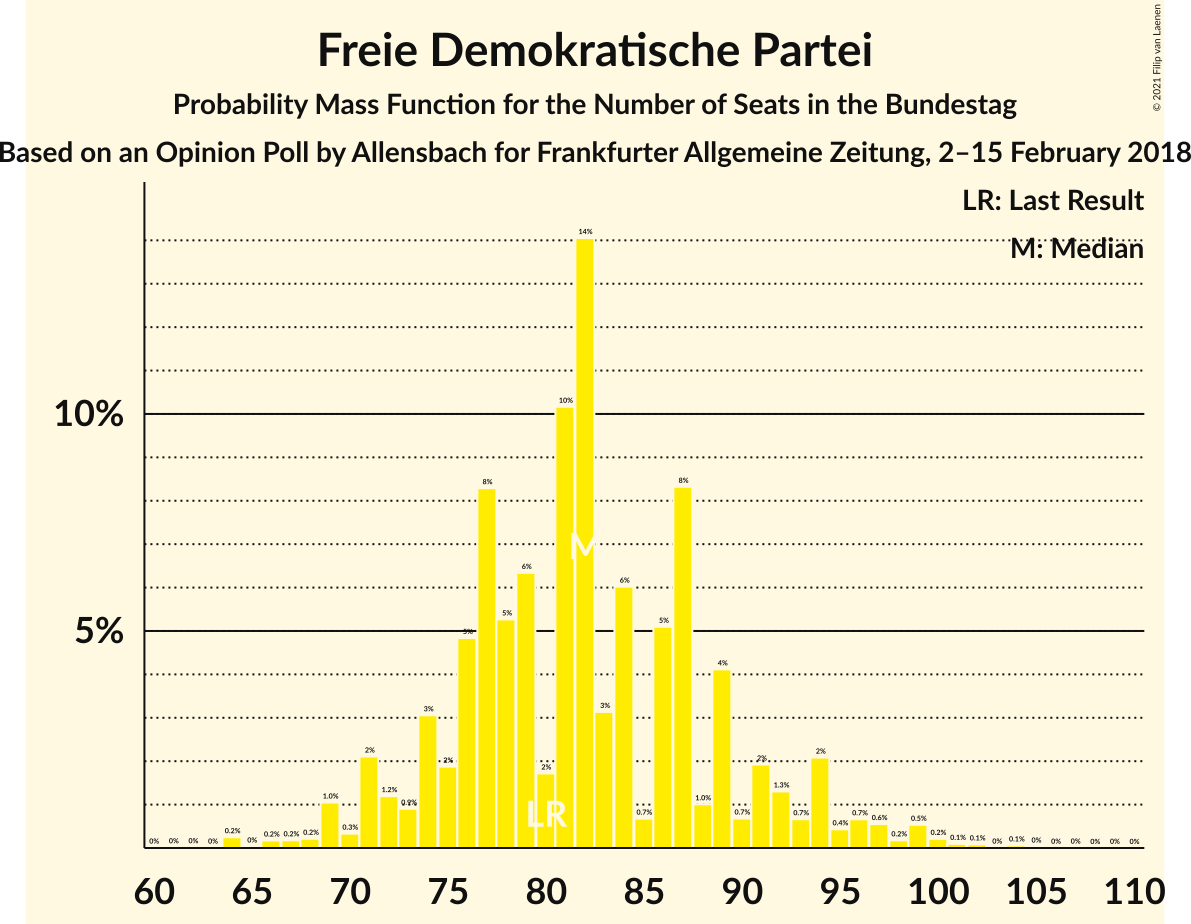 Freie Demokratische Partei
Probability Mass Function for the Number of Seats in the Bundestag
Based on an Opinion Poll by Allensbach for Frankfurter Allgemeine Zeitung, 2–15 February 2018
© 2021 Filip van Laenen
LR: Last Result
M: Median
10%
5%
0% 0% 0% 0% 0.2% 0% 0.2% 0.2% 0.2% 1.0% 0.3% 2% 1.2% 0.9% 3% 2% 5% 8% 5% 6% 2% 10% 14% 3% 6% 0.7% 5% 8% 1.0% 4% 0.7% 2% 1.3% 0.7% 2% 0.4% 0.7% 0.6% 0.2% 0.5% 0.2% 0.1% 0.1% 0% 0.1% 0% 0% 0% 0% 0% 0%
M
LR
60 65 70 75 80 85 90 95 100 105 110